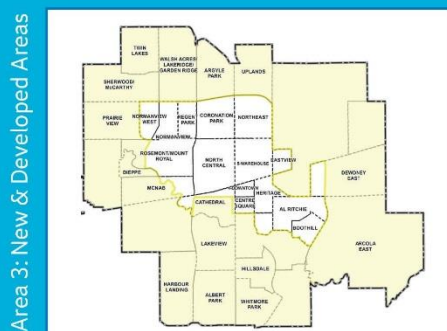 Area 3: New & Developed Areas
TWIN
LAKES
WALSH ACRES/
LAKERIDGE/
GARDEN RIDGE
ARGYLE
PARK
UPLANDS
SHERWOOD/
McCARTHY
PRAIRIE
VIEW
NORMANVIEW
WEST
REGENT
PARK
CORONATION
PARK
NORTHEAST
NORMANVIEW
ROSEMONT/MOUNT
ROYAL
NORTH
CENTRAL
WAREHOUSE
EASTVIEW
DIEPPE
MCNAB
DEWDNEY
EAST
DOWNTOWN
HERITAGE
CATHEDRAL
CENTRE
SQUARE
AL RITCHIE
BOOTHILL
LAKEVIEW
ARCOLA
EAST
HILLSDALE
HARBOUR
LANDING
ALBERT
PARK
WHITMORE
PARK